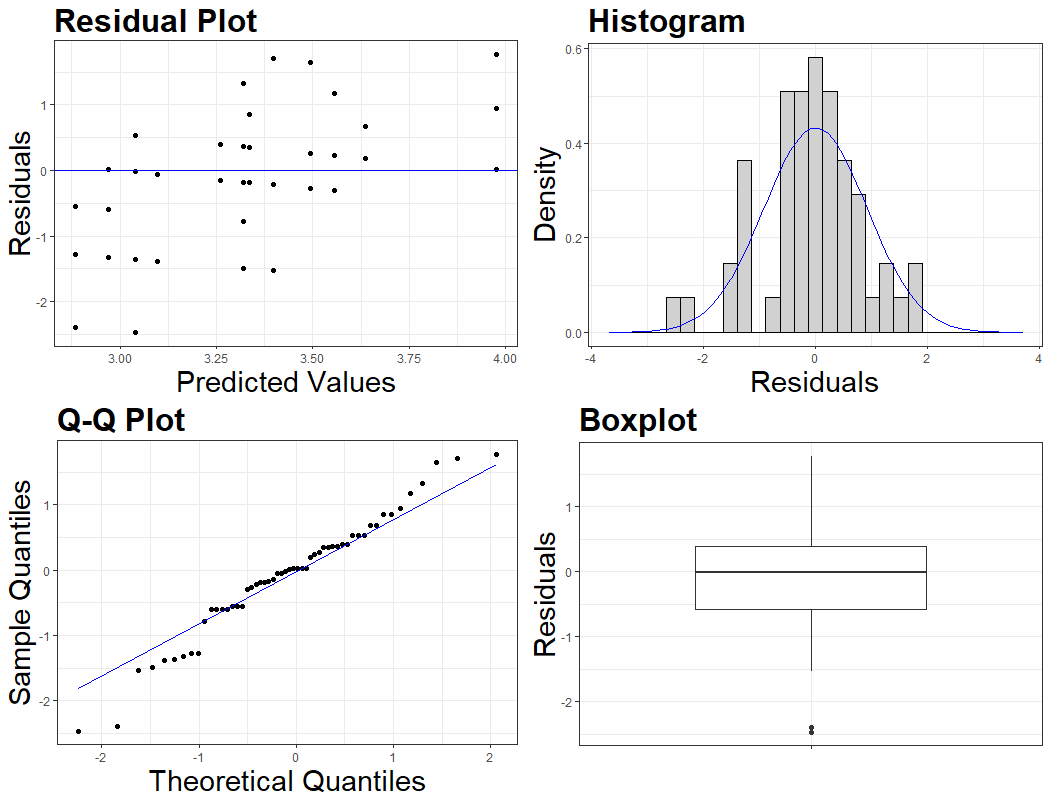 Residual Plot
1
0
-1
-2
Residuals
3.00
3.25
3.50
3.75
4.00
Predicted Values
Histogram
0.6
0.4
0.2
0.0
Density
-4
-2
0
2
4
Residuals
Q-Q Plot
1
0
-1
-2
Sample Quantiles
-2
-1
0
1
2
Theoretical Quantiles
Boxplot
1
0
-1
-2
Residuals